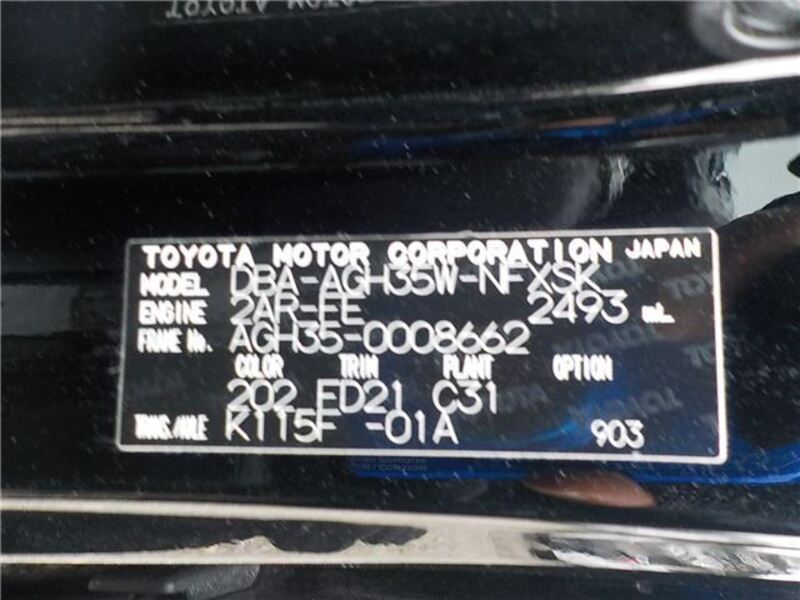 TOYOTA MOTOR CORPORATION JAPAN
MODEL DBA-AGH35W-NFXSK
ENGINE 2AR-FE 2493 mL
FRAME No. AGH35-0008662
COLOR TRIM PLANT OPTION
202 ED21 C31
TRANS./AXLE K115F -01A 903